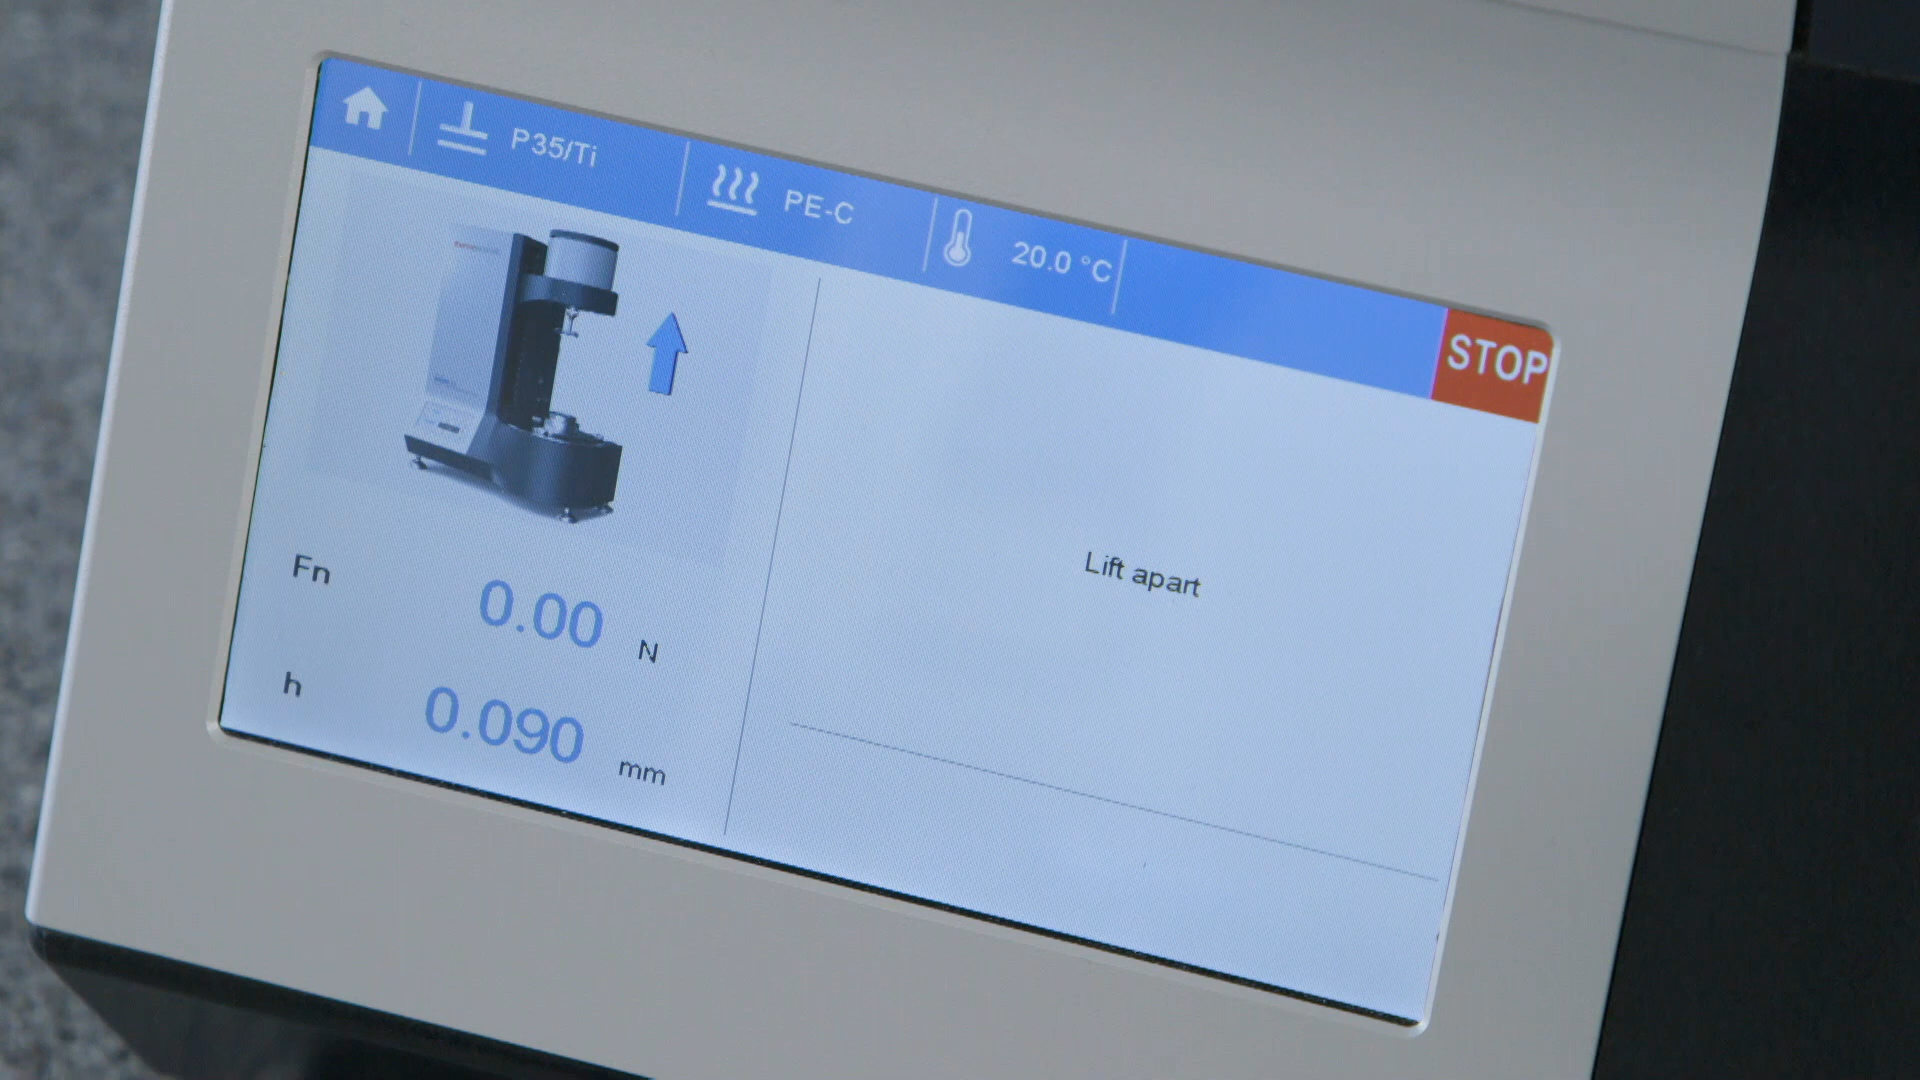 P35/Ti
PE-C
20.0 °C
STOP
Fn 0.00 N
h 0.090 mm
Lift apart